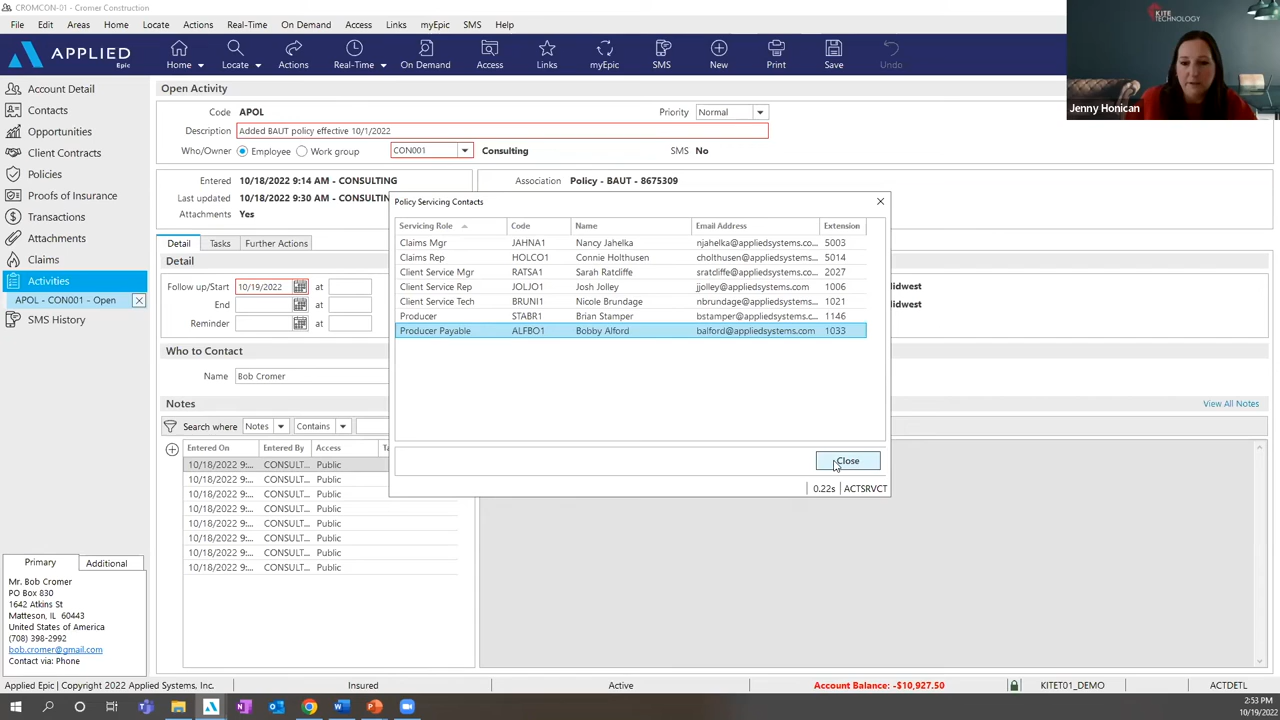 CROMCON-01 - Cromer Construction
File Edit Areas Home Locate Actions Real-Time On Demand Access Links myEpic SMS Help
KITE TECHNOLOGY
APPLIED Epic
Home Locate Actions Real-Time On Demand Access Links myEpic SMS New Print Save Undo
Jenny Honican
Account Detail
Contacts
Opportunities
Client Contracts
Policies
Proofs of Insurance
Transactions
Attachments
Claims
Activities
APOL - CON001 - Open
SMS History
Open Activity
Code APOL Priority Normal
Description Added BAUT policy effective 10/1/2022
Who/Owner Employee Work group CON001 Consulting SMS No
Entered 10/18/2022 9:14 AM - CONSULTING Association Policy - BAUT - 8675309
Last updated 10/18/2022 9:30 AM - CONSULTIN
Attachments Yes
Detail Tasks Further Actions
Detail
Follow up/Start 10/19/2022 at
End at
Reminder at
idwest
idwest
Who to Contact
Name Bob Cromer
Notes View All Notes
Search where Notes Contains
Entered On Entered By Access Ta
10/18/2022 9:... CONSULT... Public
10/18/2022 9:... CONSULT... Public
10/18/2022 9:... CONSULT... Public
10/18/2022 9:... CONSULT... Public
10/18/2022 9:... CONSULT... Public
10/18/2022 9:... CONSULT... Public
10/18/2022 9:... CONSULT... Public
10/18/2022 9:... CONSULT... Public
Policy Servicing Contacts
Servicing Role Code Name Email Address Extension
Claims Mgr JAHNA1 Nancy Jahelka njahelka@appliedsystems.co... 5003
Claims Rep HOLCO1 Connie Holthusen cholthusen@appliedsystems... 5014
Client Service Mgr RATSA1 Sarah Ratcliffe sratcliffe@appliedsystems.c... 2027
Client Service Rep JOLJO1 Josh Jolley jjolley@appliedsystems.com 1006
Client Service Tech BRUNI1 Nicole Brundage nbrundage@appliedsystems... 1021
Producer STABR1 Brian Stamper bstamper@appliedsystems.c... 1146
Producer Payable ALFBO1 Bobby Alford balford@appliedsystems.com 1033
Close
0.22s ACTSRVCT
Primary Additional
Mr. Bob Cromer
PO Box 830
1642 Atkins St
Matteson, IL 60443
United States of America
(708) 398-2992
bob.cromer@gmail.com
Contact via: Phone
Applied Epic | Copyright 2022 Applied Systems, Inc. Insured Active Account Balance: -$10,927.50 KITET01_DEMO ACTDETL
2:53 PM
10/19/2022